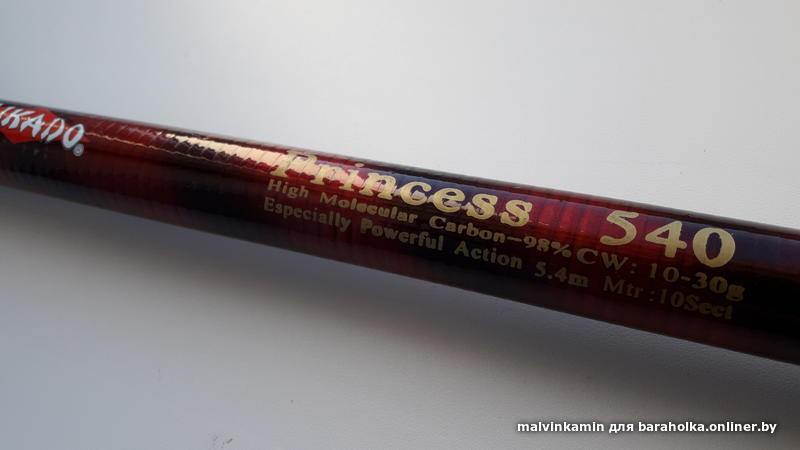 IKADO®
Princess 540
High Molecular Carbon-98% CW: 10-30g
Especially Powerful Action 5.4m Mtr:10Sect
malvinkamin для baraholka.onliner.by